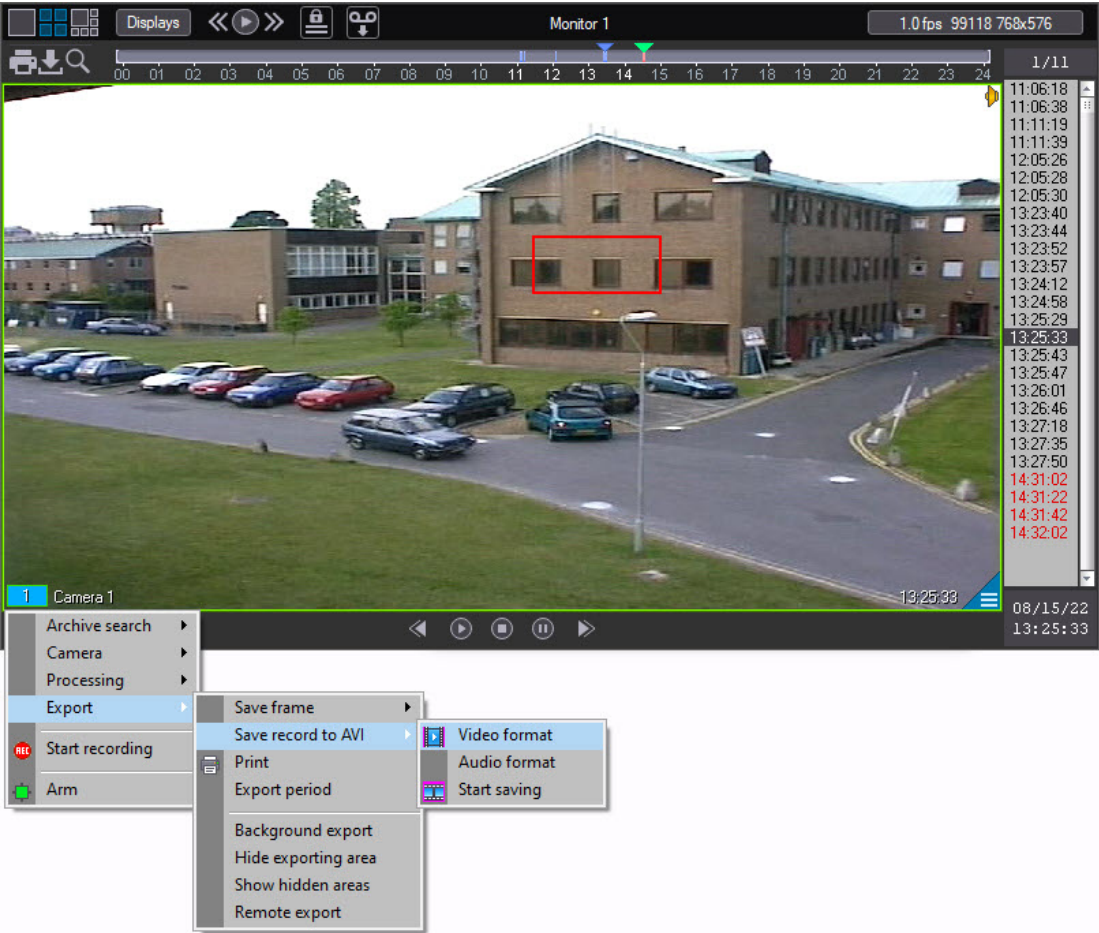 Displays
Monitor 1
1.0 fps 99118 768x576
00 01 02 03 04 05 06 07 08 09 10 11 12 13 14 15 16 17 18 19 20 21 22 23 24
1/11
11:06:18
11:06:38
11:11:19
11:11:39
12:05:26
12:05:28
12:05:30
13:23:40
13:23:44
13:23:52
13:23:57
13:24:12
13:24:58
13:25:29
13:25:33
13:25:43
13:25:47
13:26:01
13:26:46
13:27:18
13:27:35
13:27:50
14:31:02
14:31:22
14:31:42
14:32:02
1 Camera 1
13:25:33
08/15/22
13:25:33
Archive search
Camera
Processing
Export
REC Start recording
Arm
Save frame
Save record to AVI
Print
Export period
Background export
Hide exporting area
Show hidden areas
Remote export
Video format
Audio format
Start saving